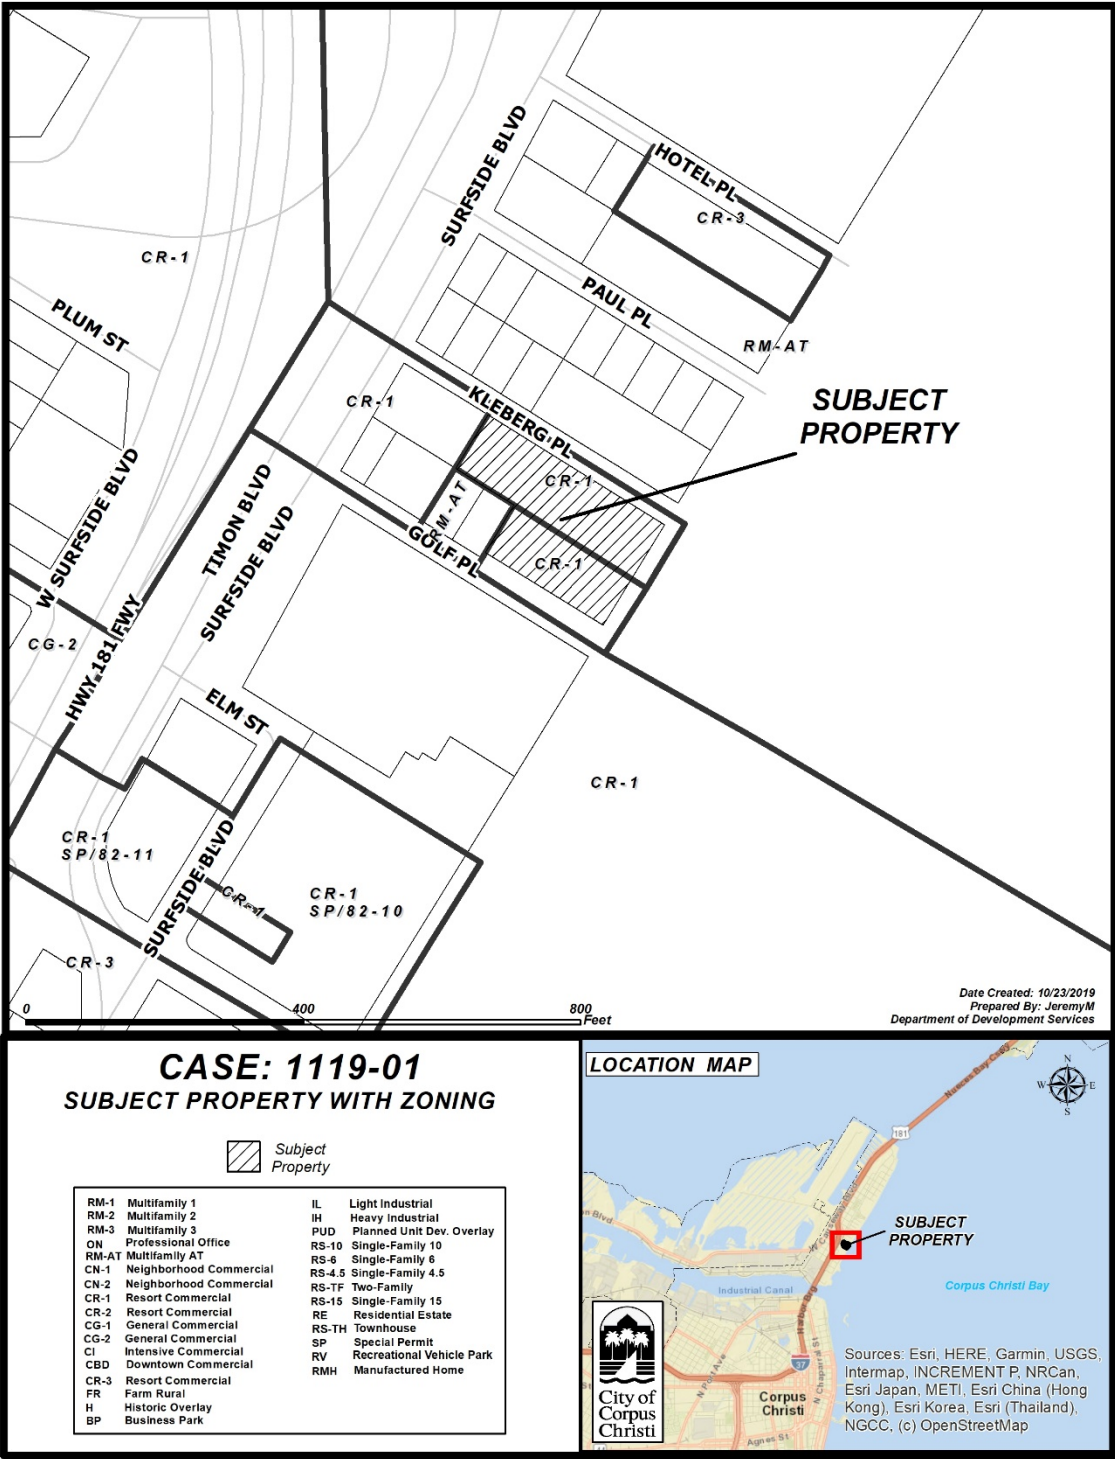 HOTEL PL
CR-3
SURFSIDE BLVD
CR-1
PLUM ST
PAUL PL
RM-AT
SUBJECT
PROPERTY
CR-1
KLEBERG PL
CR-1
RM-AT
GOLF PL
CR-1
W SURFSIDE BLVD
TIMON BLVD
SURFSIDE BLVD
HWY 181 FWY
CG-2
ELM ST
CR-1
CR-1
SP/82-11
SURFSIDE BLVD
CR-1
CR-1
SP/82-10
CR-3
0 400 800
Feet
Date Created: 10/23/2019
Prepared By: JeremyM
Department of Development Services
CASE: 1119-01
SUBJECT PROPERTY WITH ZONING
Subject
Property
RM-1 Multifamily 1
RM-2 Multifamily 2
RM-3 Multifamily 3
ON Professional Office
RM-AT Multifamily AT
CN-1 Neighborhood Commercial
CN-2 Neighborhood Commercial
CR-1 Resort Commercial
CR-2 Resort Commercial
CG-1 General Commercial
CG-2 General Commercial
CI Intensive Commercial
CBD Downtown Commercial
CR-3 Resort Commercial
FR Farm Rural
H Historic Overlay
BP Business Park
IL Light Industrial
IH Heavy Industrial
PUD Planned Unit Dev. Overlay
RS-10 Single-Family 10
RS-6 Single-Family 6
RS-4.5 Single-Family 4.5
RS-TF Two-Family
RS-15 Single-Family 15
RE Residential Estate
RS-TH Townhouse
SP Special Permit
RV Recreational Vehicle Park
RMH Manufactured Home
LOCATION MAP
N
W E
S
181
SUBJECT
PROPERTY
Industrial Canal
Harbor Brg
Corpus Christi Bay
37
N Port Ave
N Chaparral St
Corpus
Christi
Agnes St
City of
Corpus
Christi
Sources: Esri, HERE, Garmin, USGS,
Intermap, INCREMENT P, NRCan,
Esri Japan, METI, Esri China (Hong
Kong), Esri Korea, Esri (Thailand),
NGCC, (c) OpenStreetMap